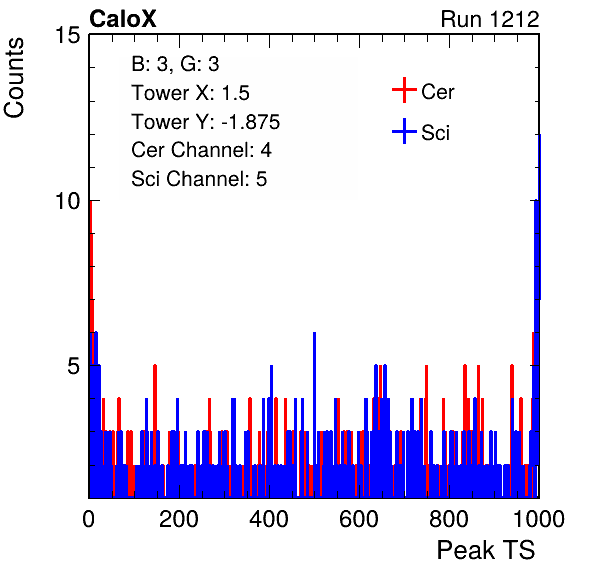 CaloX Run 1212
Counts
15
10
5
B: 3, G: 3
Tower X: 1.5
Tower Y: -1.875
Cer Channel: 4
Sci Channel: 5
Cer
Sci
0 200 400 600 800 1000
Peak TS